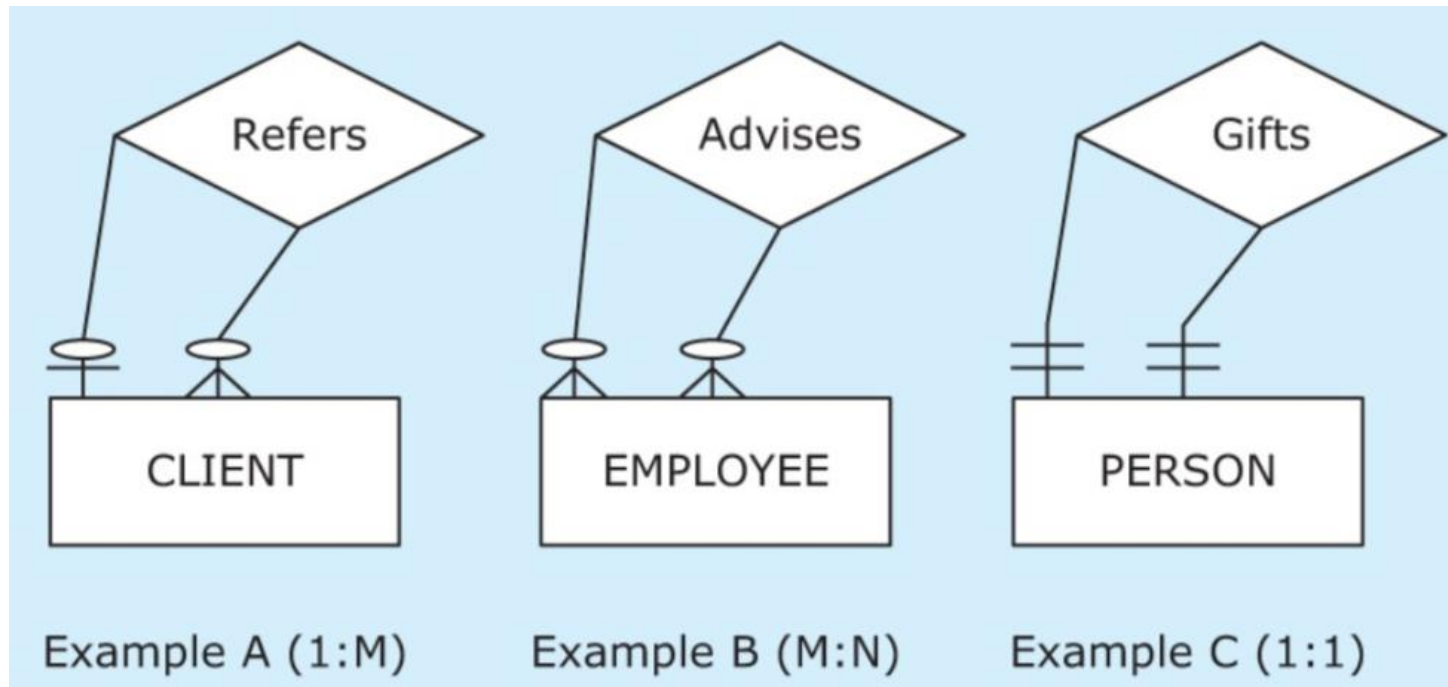 Refers
Advises
Gifts
CLIENT
EMPLOYEE
PERSON
Example A (1:M)
Example B (M:N)
Example C (1:1)